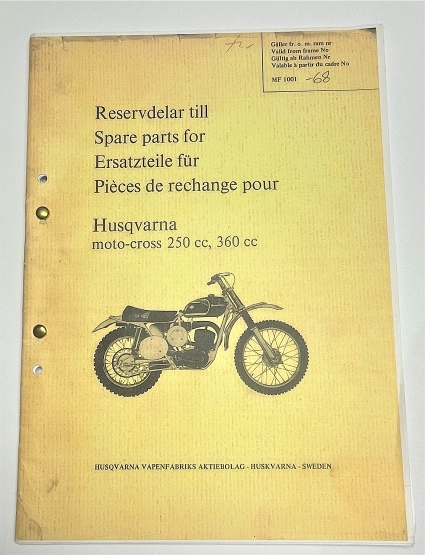 Gäller fr. o. m. ram nr
Valid from frame No
Gültig ab Rahmen Nr
Valable à partir du cadre No
MF 1001 -68
Reservdelar till
Spare parts for
Ersatzteile für
Pièces de rechange pour
Husqvarna
moto-cross 250 cc, 360 cc
HUSQVARNA VAPENFABRIKS AKTIEBOLAG - HUSKVARNA - SWEDEN